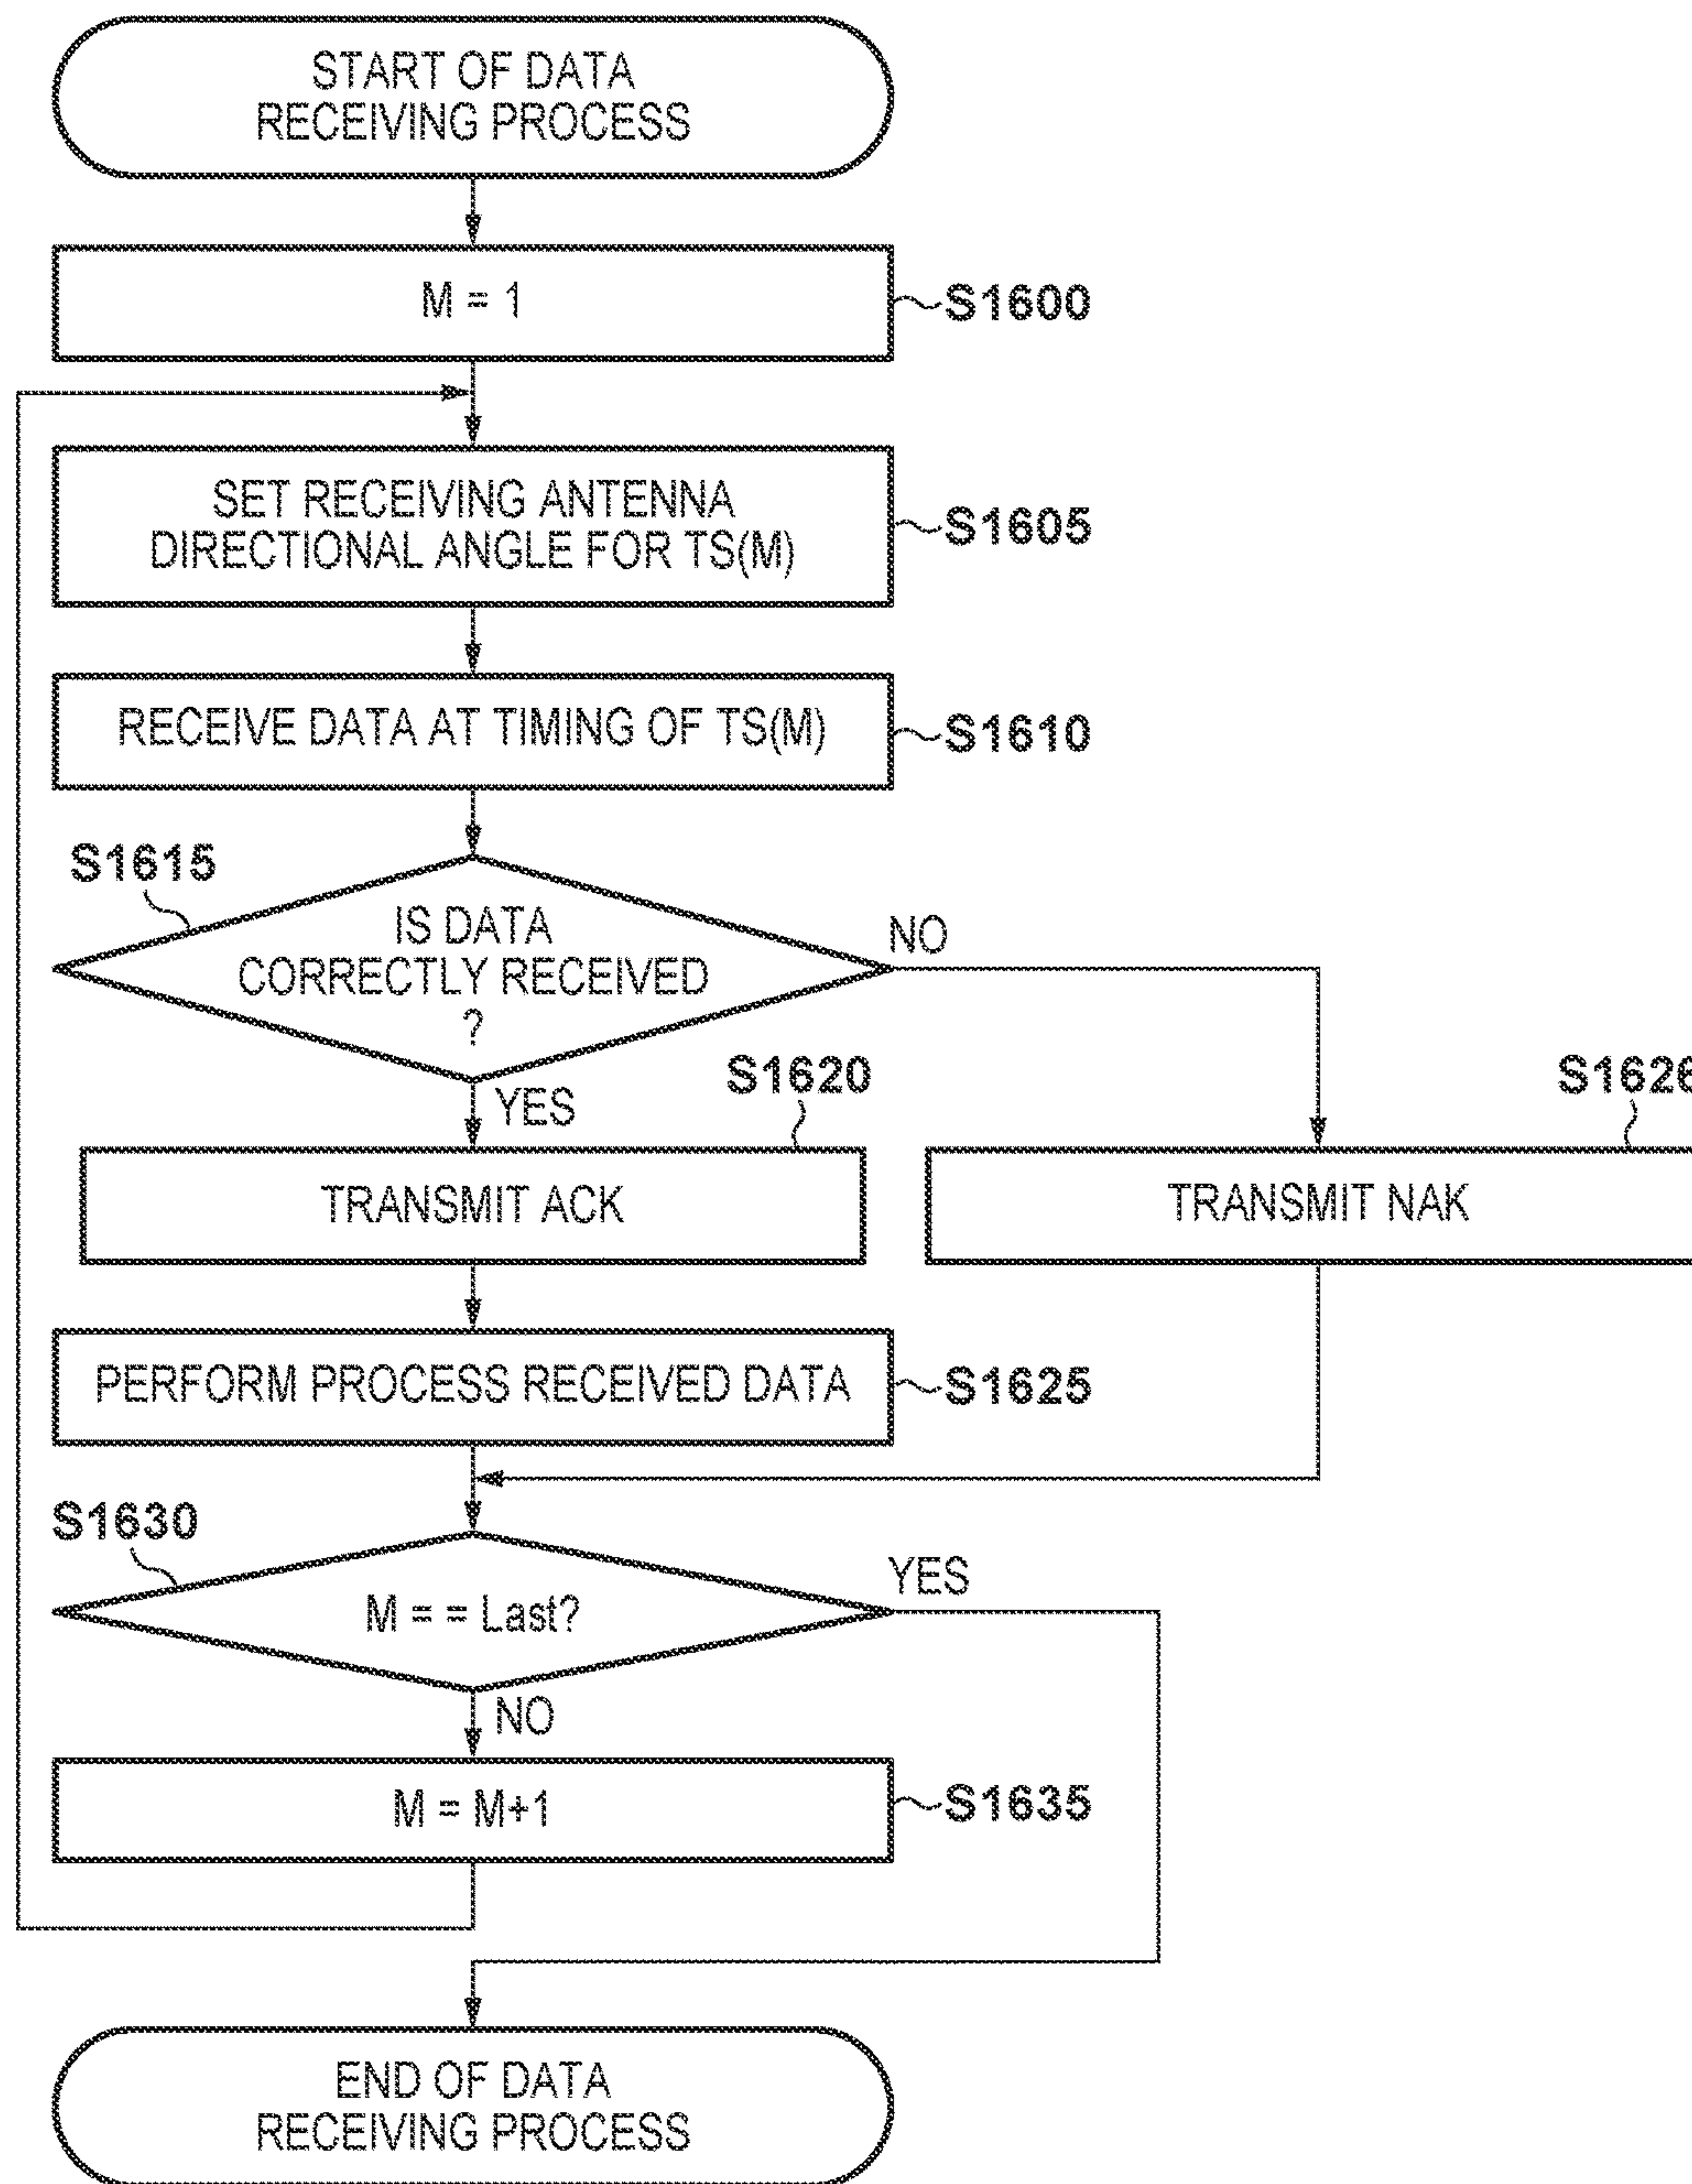 START OF DATA
RECEIVING PROCESS
M = 1
S1600
SET RECEIVING ANTENNA
DIRECTIONAL ANGLE FOR TS(M)
S1605
RECEIVE DATA AT TIMING OF TS(M)
S1610
S1615
IS DATA
CORRECTLY RECEIVED
?
NO
YES
S1620
S1626
TRANSMIT ACK
TRANSMIT NAK
PERFORM PROCESS RECEIVED DATA
S1625
S1630
M = = Last?
YES
NO
M = M+1
S1635
END OF DATA
RECEIVING PROCESS